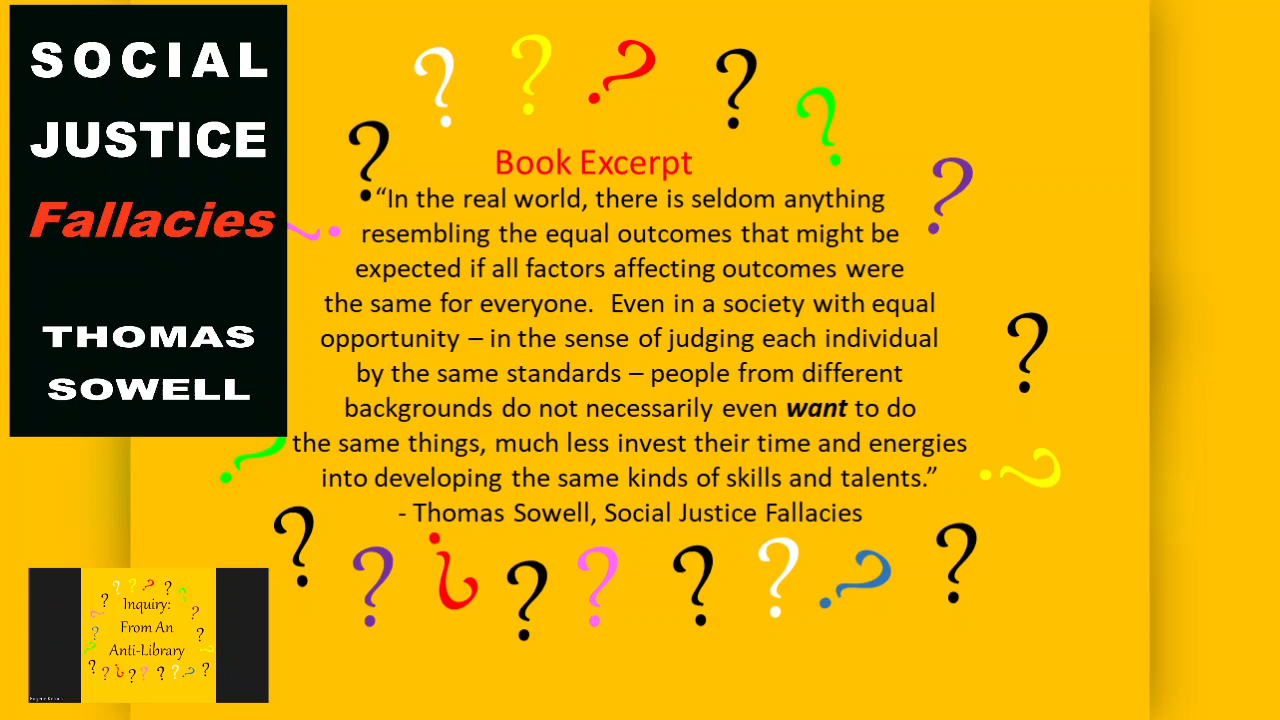 SOCIAL
JUSTICE
Fallacies
THOMAS
SOWELL
Book Excerpt
“In the real world, there is seldom anything
resembling the equal outcomes that might be
expected if all factors affecting outcomes were
the same for everyone.  Even in a society with equal
opportunity – in the sense of judging each individual
by the same standards – people from different
backgrounds do not necessarily even want to do
the same things, much less invest their time and energies
into developing the same kinds of skills and talents.”
- Thomas Sowell, Social Justice Fallacies
Inquiry:
From An
Anti-Library